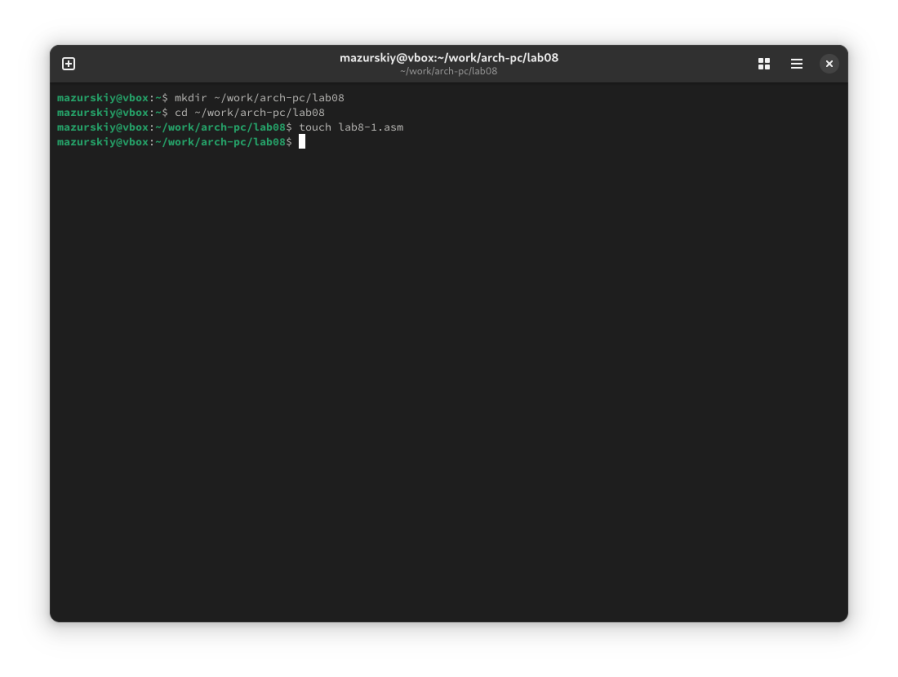 mazurskiy@vbox:~/work/arch-pc/lab08
~/work/arch-pc/lab08
mazurskiy@vbox:~$ mkdir ~/work/arch-pc/lab08
mazurskiy@vbox:~$ cd ~/work/arch-pc/lab08
mazurskiy@vbox:~/work/arch-pc/lab08$ touch lab8-1.asm
mazurskiy@vbox:~/work/arch-pc/lab08$